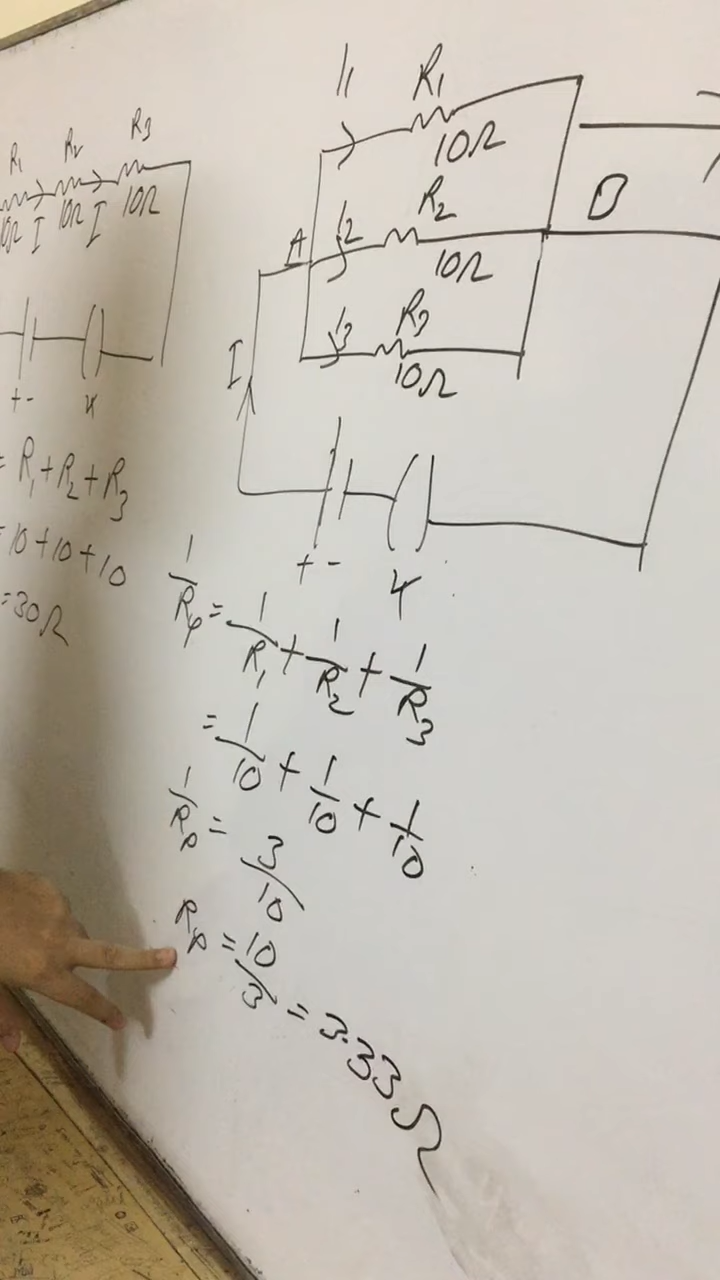 R1 R2 R3
10Ω 10Ω 10Ω
I I
+ -
= R1+R2+R3
= 10+10+10
= 30Ω
I1 R1
10Ω
A I2 R2 B
10Ω
I3 R3
10Ω
I
+ -
1/Rp = 1/R1 + 1/R2 + 1/R3
= 1/10 + 1/10 + 1/10
1/Rp = 3/10
Rp = 10/3 = 3.33Ω